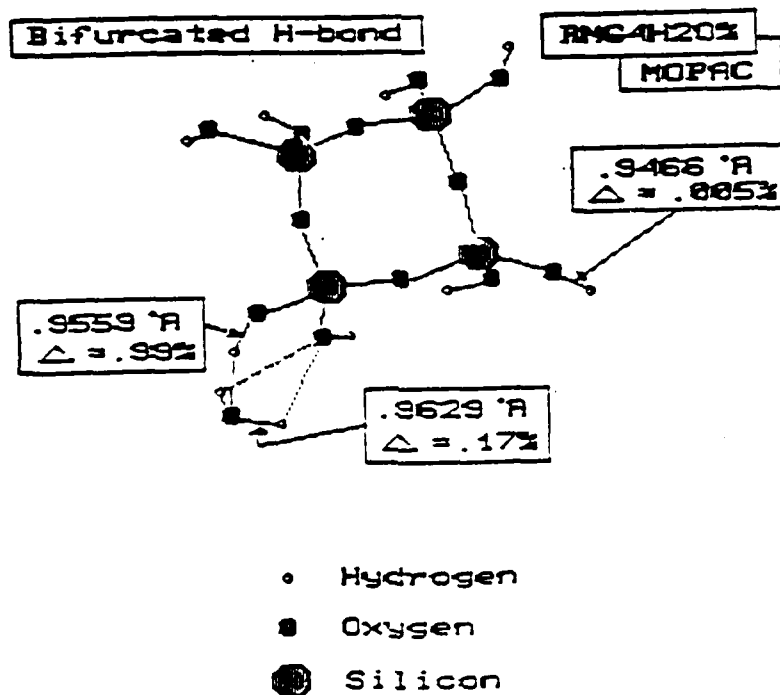 Bifurcated H-bond
MOPAC
.9466 °A
△ = .005%
.9559 °A
△ = .99%
.9629 °A
△ = .17%
Hydrogen
Oxygen
Silicon